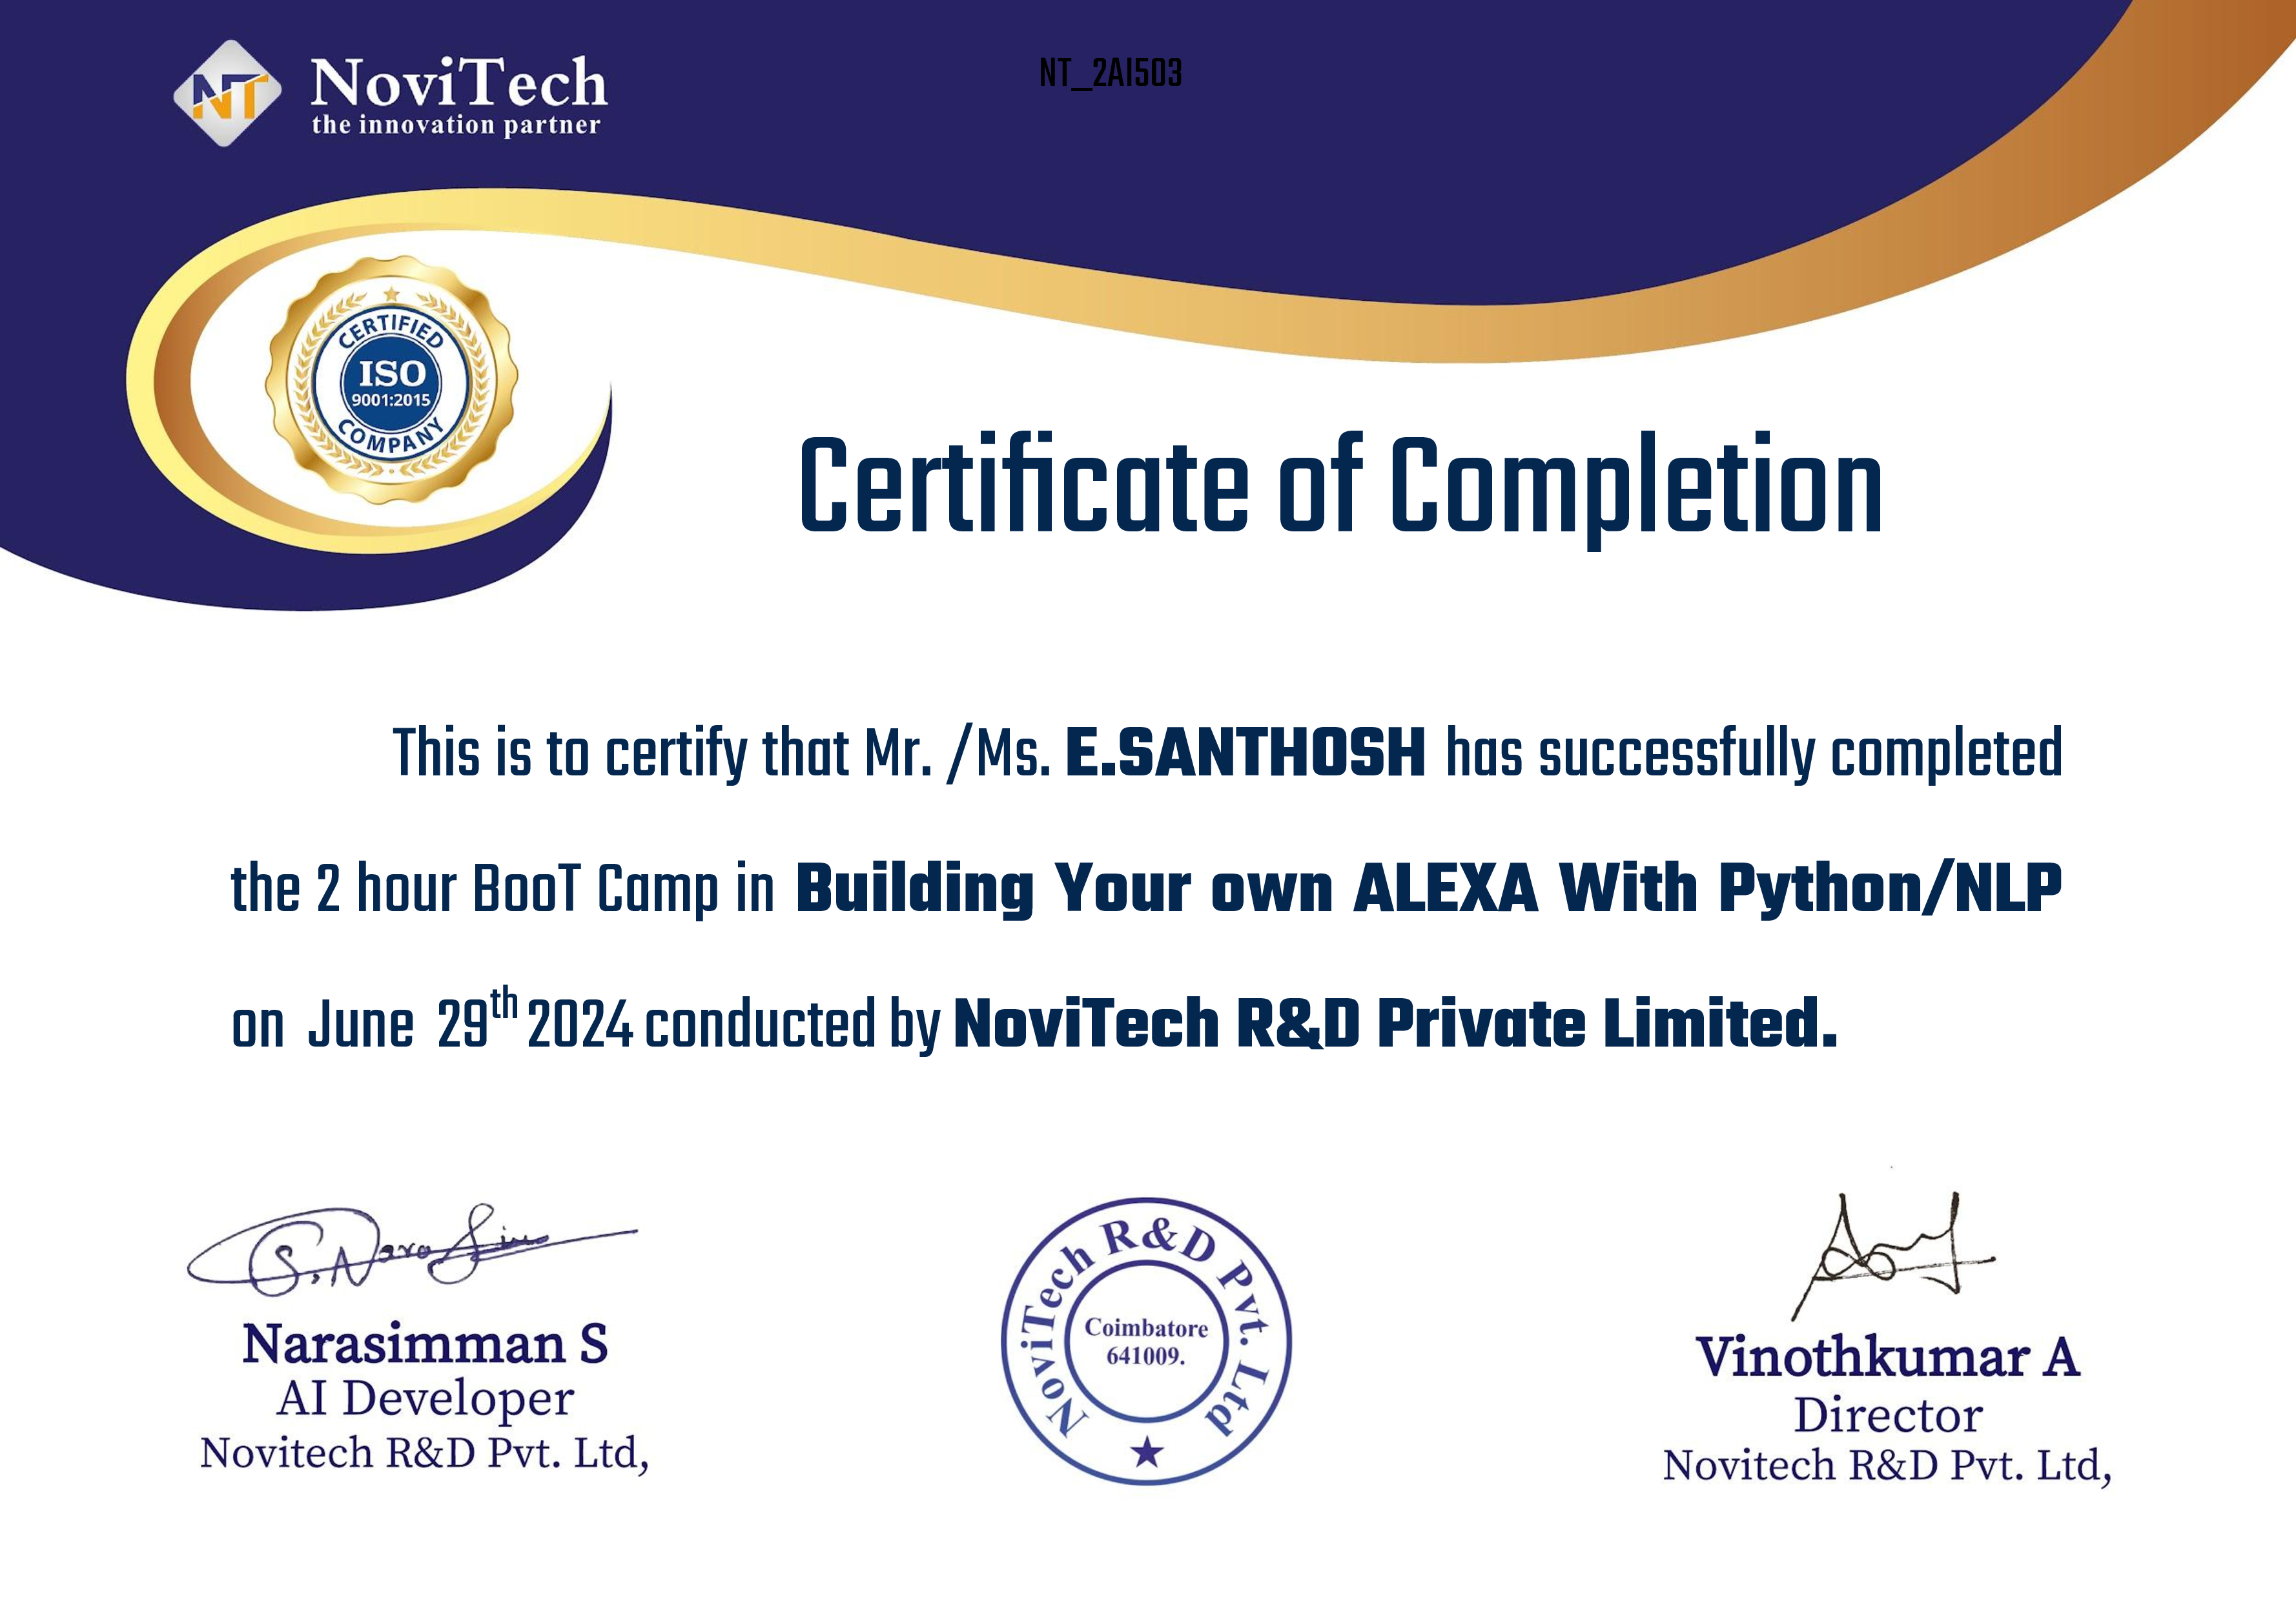 NT NoviTech
the innovation partner
NT_2AI503
CERTIFIED
ISO
9001:2015
COMPANY
Certificate of Completion
This is to certify that Mr. /Ms. E.SANTHOSH has successfully completed
the 2 hour BooT Camp in Building Your own ALEXA With Python/NLP
on June 29th 2024 conducted by NoviTech R&D Private Limited.
S. Narasim
Narasimman S
AI Developer
Novitech R&D Pvt. Ltd,
NoviTech R&D Pvt. Ltd
Coimbatore
641009.
Vinothkumar A
Director
Novitech R&D Pvt. Ltd,